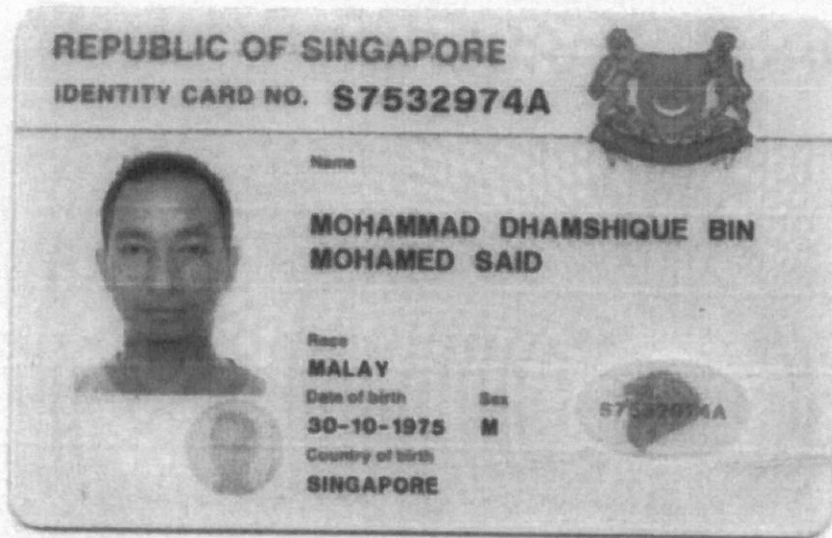 REPUBLIC OF SINGAPORE
IDENTITY CARD NO. S7532974A
Name
MOHAMMAD DHAMSHIQUE BIN
MOHAMED SAID
Race
MALAY
Date of birth Sex
30-10-1975 M
Country of birth
SINGAPORE
S7532974A